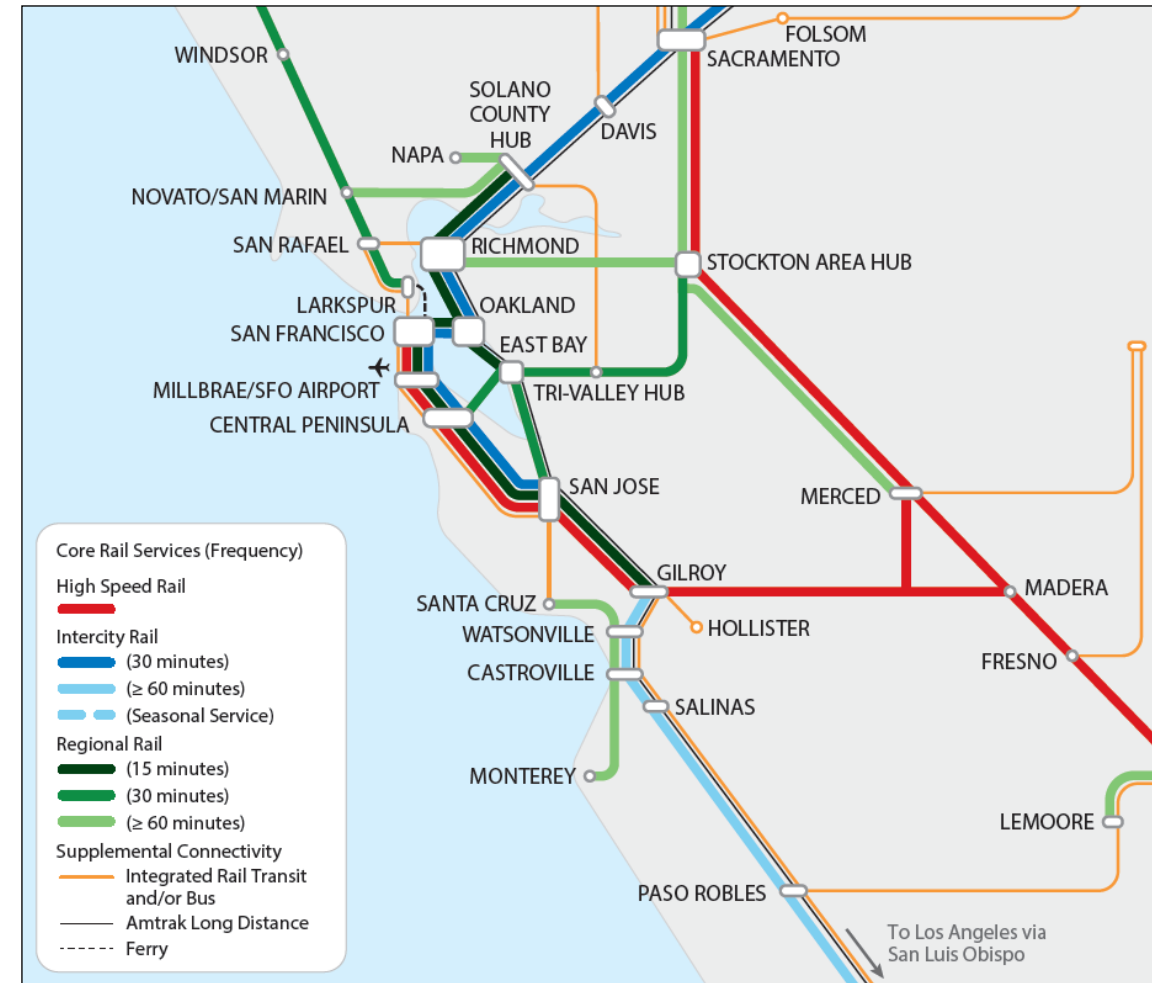 WINDSOR
FOLSOM
SACRAMENTO
SOLANO
COUNTY
HUB
DAVIS
NAPA
NOVATO/SAN MARIN
SAN RAFAEL
RICHMOND
STOCKTON AREA HUB
LARKSPUR
OAKLAND
SAN FRANCISCO
EAST BAY
MILLBRAE/SFO AIRPORT
TRI-VALLEY HUB
CENTRAL PENINSULA
SAN JOSE
MERCED
GILROY
MADERA
SANTA CRUZ
HOLLISTER
WATSONVILLE
FRESNO
CASTROVILLE
SALINAS
MONTEREY
LEMOORE
PASO ROBLES
To Los Angeles via
San Luis Obispo
Core Rail Services (Frequency)
High Speed Rail
Intercity Rail
(30 minutes)
(≥ 60 minutes)
(Seasonal Service)
Regional Rail
(15 minutes)
(30 minutes)
(≥ 60 minutes)
Supplemental Connectivity
Integrated Rail Transit
and/or Bus
Amtrak Long Distance
Ferry